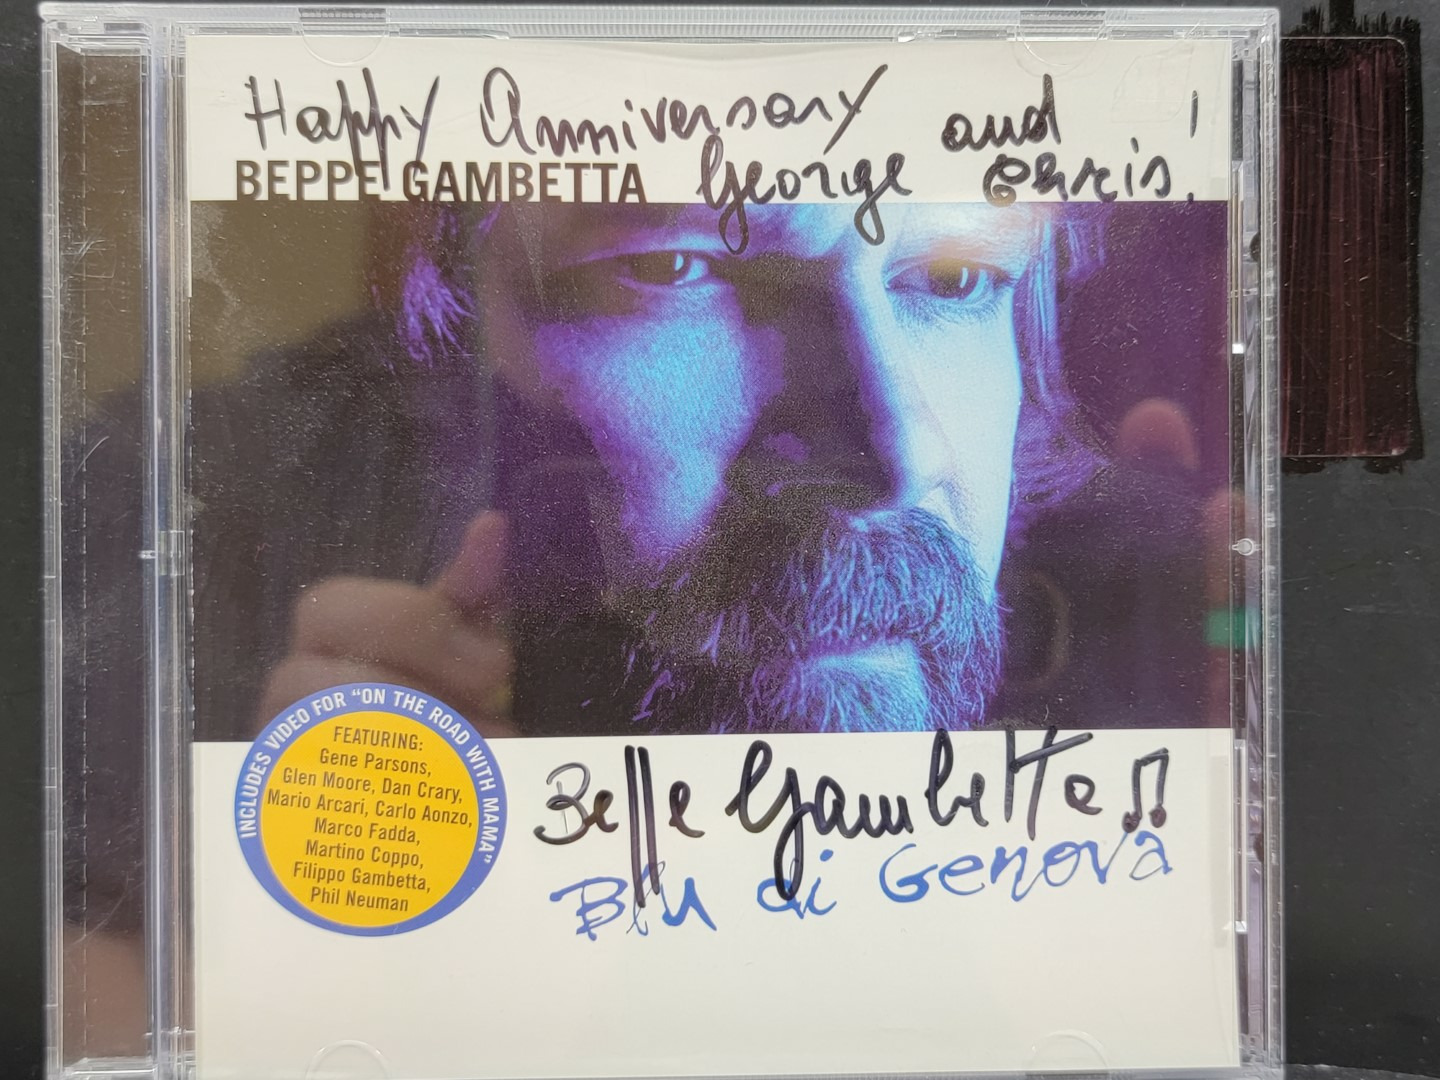 Happy Anniversary and
George Chris!
BEPPE GAMBETTA
INCLUDES VIDEO FOR "ON THE ROAD WITH MAMA"
FEATURING:
Gene Parsons,
Glen Moore, Dan Crary,
Mario Arcari, Carlo Aonzo,
Marco Fadda,
Martino Coppo,
Filippo Gambetta,
Phil Neuman
Beppe Gambetta
Blu di Genova